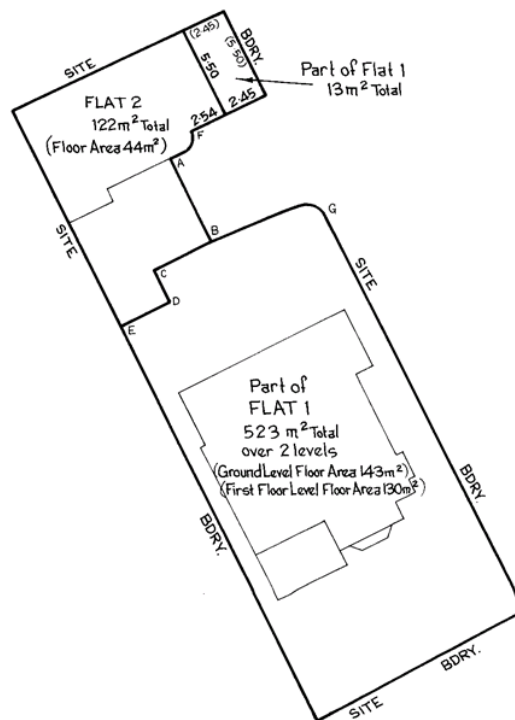 (2·45)
BDRY.
SITE
5·50
(5·50)
Part of Flat 1
13m² Total
FLAT 2
122m² Total
(Floor Area 44m²)
2·54
2·45
F
A
B
G
C
D
E
SITE
SITE
Part of
FLAT 1
523 m² Total
over 2 levels
(Ground Level Floor Area 143m²)
(First Floor Level Floor Area 130m²)
BDRY.
BDRY.
SITE
BDRY.